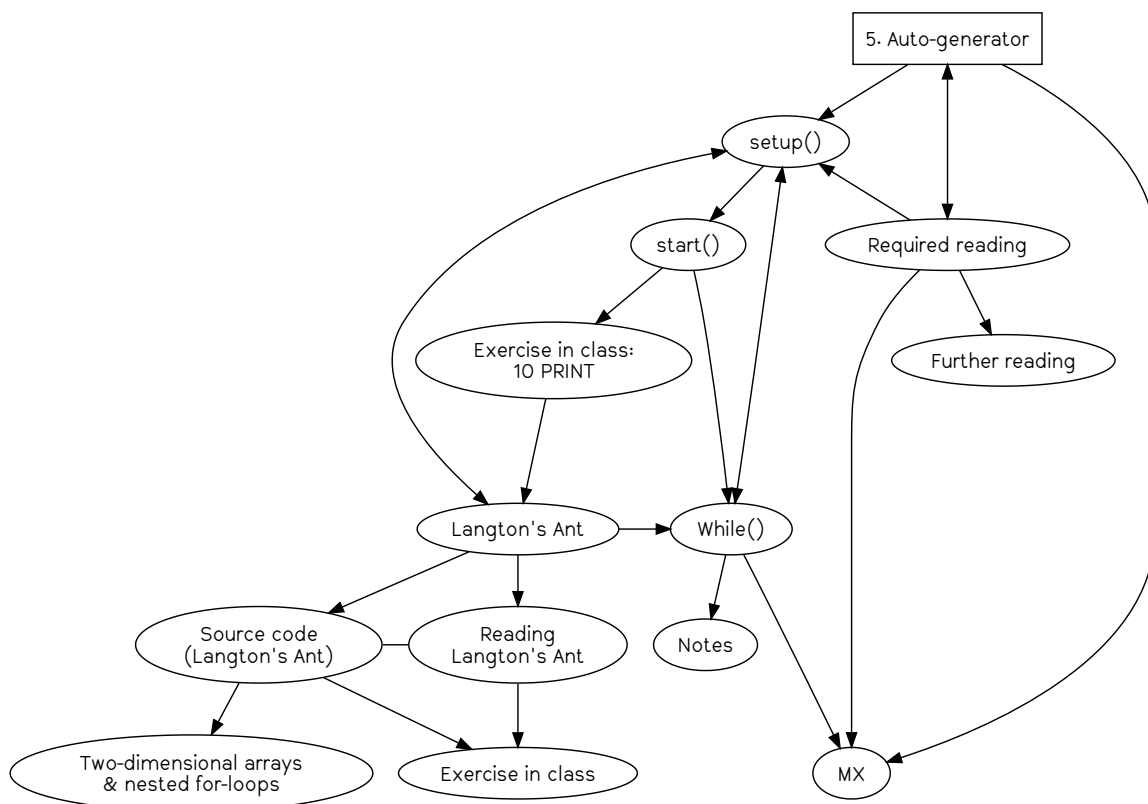 5. Auto-generator
setup()
start()
Required reading
Exercise in class:
10 PRINT
Further reading
Langton's Ant
While()
Source code
(Langton's Ant)
Reading
Langton's Ant
Notes
Two-dimensional arrays
& nested for-loops
Exercise in class
MX